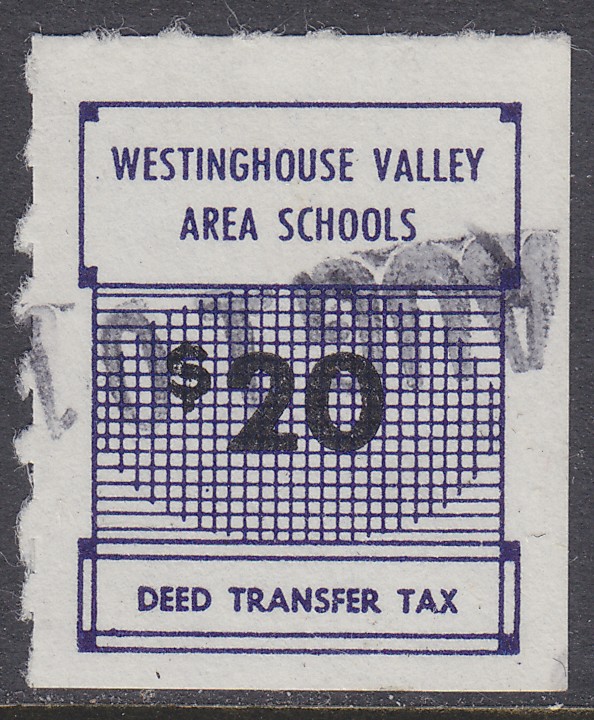 WESTINGHOUSE VALLEY
AREA SCHOOLS
$20
DEED TRANSFER TAX